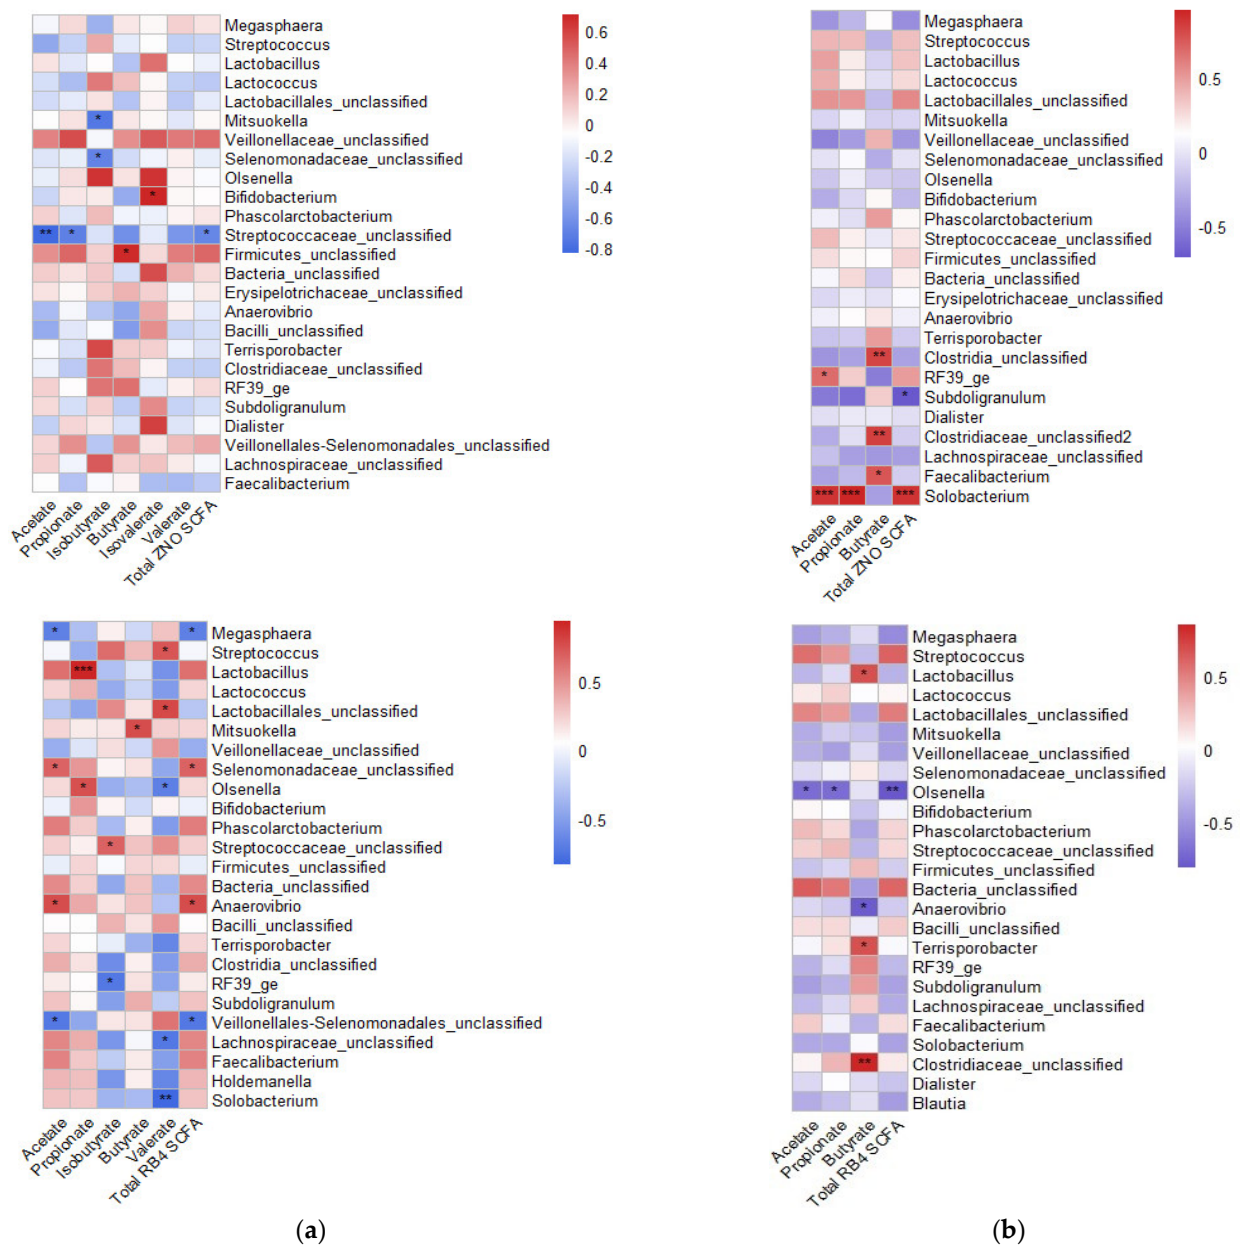 Megasphaera
Streptococcus
Lactobacillus
Lactococcus
Lactobacillales_unclassified
Mitsuokella
*
Veillonellaceae_unclassified
Selenomonadaceae_unclassified
*
Olsenella
Bifidobacterium
*
Phascolarctobacterium
Streptococcaceae_unclassified
** * *
Firmicutes_unclassified
*
Bacteria_unclassified
Erysipelotrichaceae_unclassified
Anaerovibrio
Bacilli_unclassified
Terrisporobacter
Clostridiaceae_unclassified
RF39_ge
Subdoligranulum
Dialister
Veillonellales-Selenomonadales_unclassified
Lachnospiraceae_unclassified
Faecalibacterium
Acetate
Propionate
Isobutyrate
Butyrate
Isovalerate
Valerate
Total ZNO SCFA
0.6
0.4
0.2
0
-0.2
-0.4
-0.6
-0.8
Megasphaera
Streptococcus
Lactobacillus
Lactococcus
Lactobacillales_unclassified
Mitsuokella
Veillonellaceae_unclassified
Selenomonadaceae_unclassified
Olsenella
Bifidobacterium
Phascolarctobacterium
Streptococcaceae_unclassified
Firmicutes_unclassified
Bacteria_unclassified
Erysipelotrichaceae_unclassified
Anaerovibrio
Terrisporobacter
Clostridia_unclassified
**
RF39_ge
*
Subdoligranulum
*
Dialister
Clostridiaceae_unclassified2
**
Lachnospiraceae_unclassified
Faecalibacterium
*
Solobacterium
*** *** ***
Acetate
Propionate
Butyrate
Total ZNO SCFA
0.5
0
-0.5
Megasphaera
* *
Streptococcus
*
Lactobacillus
***
Lactococcus
Lactobacillales_unclassified
*
Mitsuokella
*
Veillonellaceae_unclassified
Selenomonadaceae_unclassified
* *
Olsenella
* *
Bifidobacterium
Phascolarctobacterium
Streptococcaceae_unclassified
*
Firmicutes_unclassified
Bacteria_unclassified
Anaerovibrio
* *
Bacilli_unclassified
Terrisporobacter
Clostridia_unclassified
RF39_ge
*
Subdoligranulum
Veillonellales-Selenomonadales_unclassified
* *
Lachnospiraceae_unclassified
*
Faecalibacterium
Holdemanella
Solobacterium
**
Acetate
Propionate
Isobutyrate
Butyrate
Valerate
Total RB4 SCFA
0.5
0
-0.5
Megasphaera
Streptococcus
Lactobacillus
*
Lactococcus
Lactobacillales_unclassified
Mitsuokella
Veillonellaceae_unclassified
Selenomonadaceae_unclassified
Olsenella
* * **
Bifidobacterium
Phascolarctobacterium
Streptococcaceae_unclassified
Firmicutes_unclassified
Bacteria_unclassified
Anaerovibrio
*
Bacilli_unclassified
Terrisporobacter
*
RF39_ge
Subdoligranulum
Lachnospiraceae_unclassified
Faecalibacterium
Solobacterium
Clostridiaceae_unclassified
**
Dialister
Blautia
Acetate
Propionate
Butyrate
Total RB4 SCFA
0.5
0
-0.5
(a)
(b)